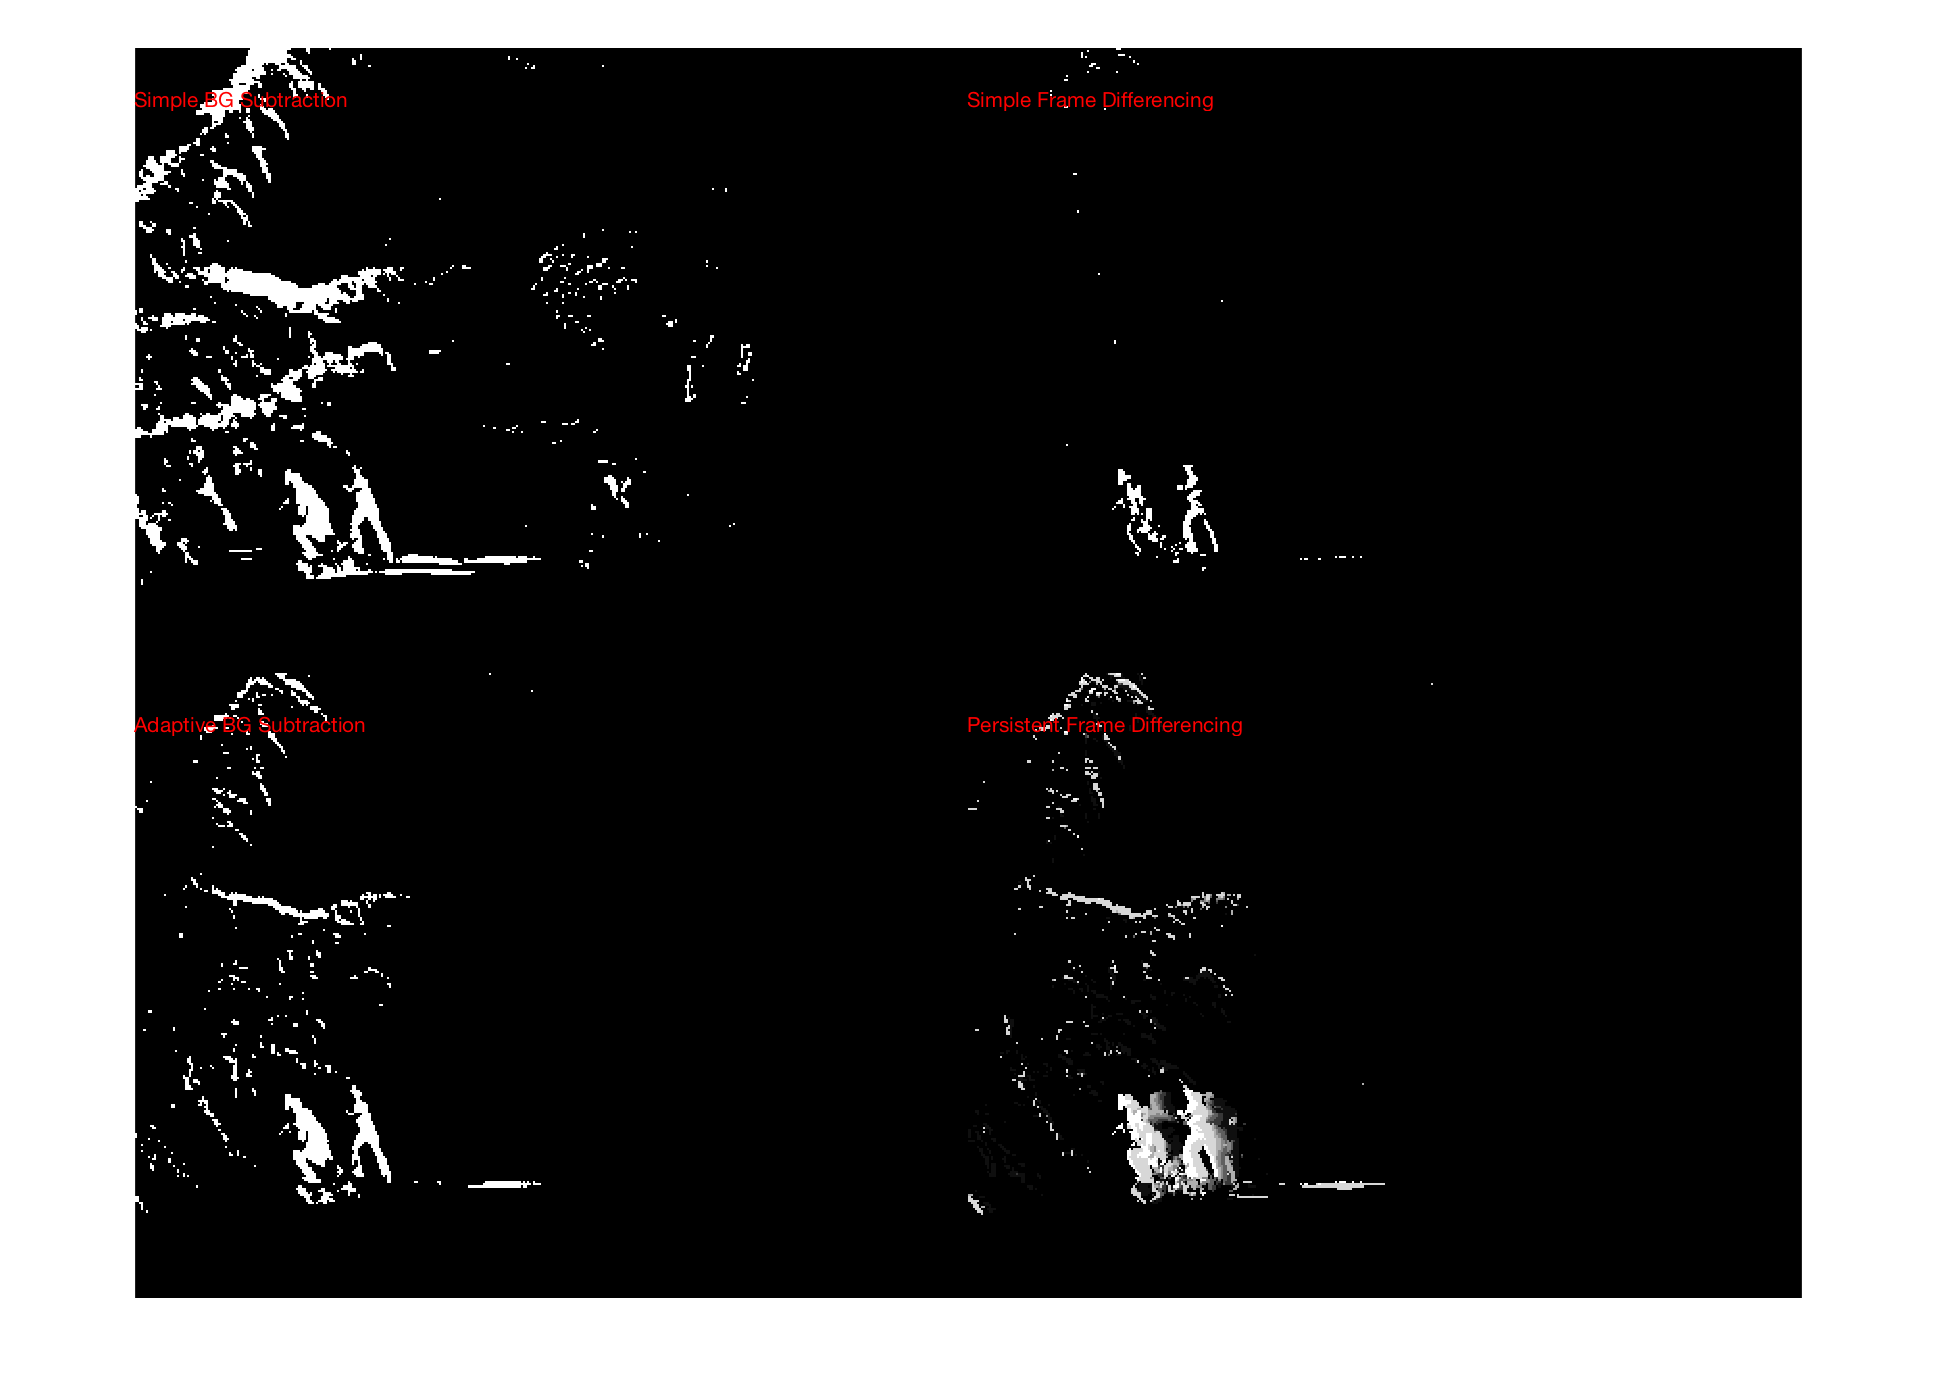 Simple BG Subtraction
Simple Frame Differencing
Adaptive BG Subtraction
Persistent Frame Differencing